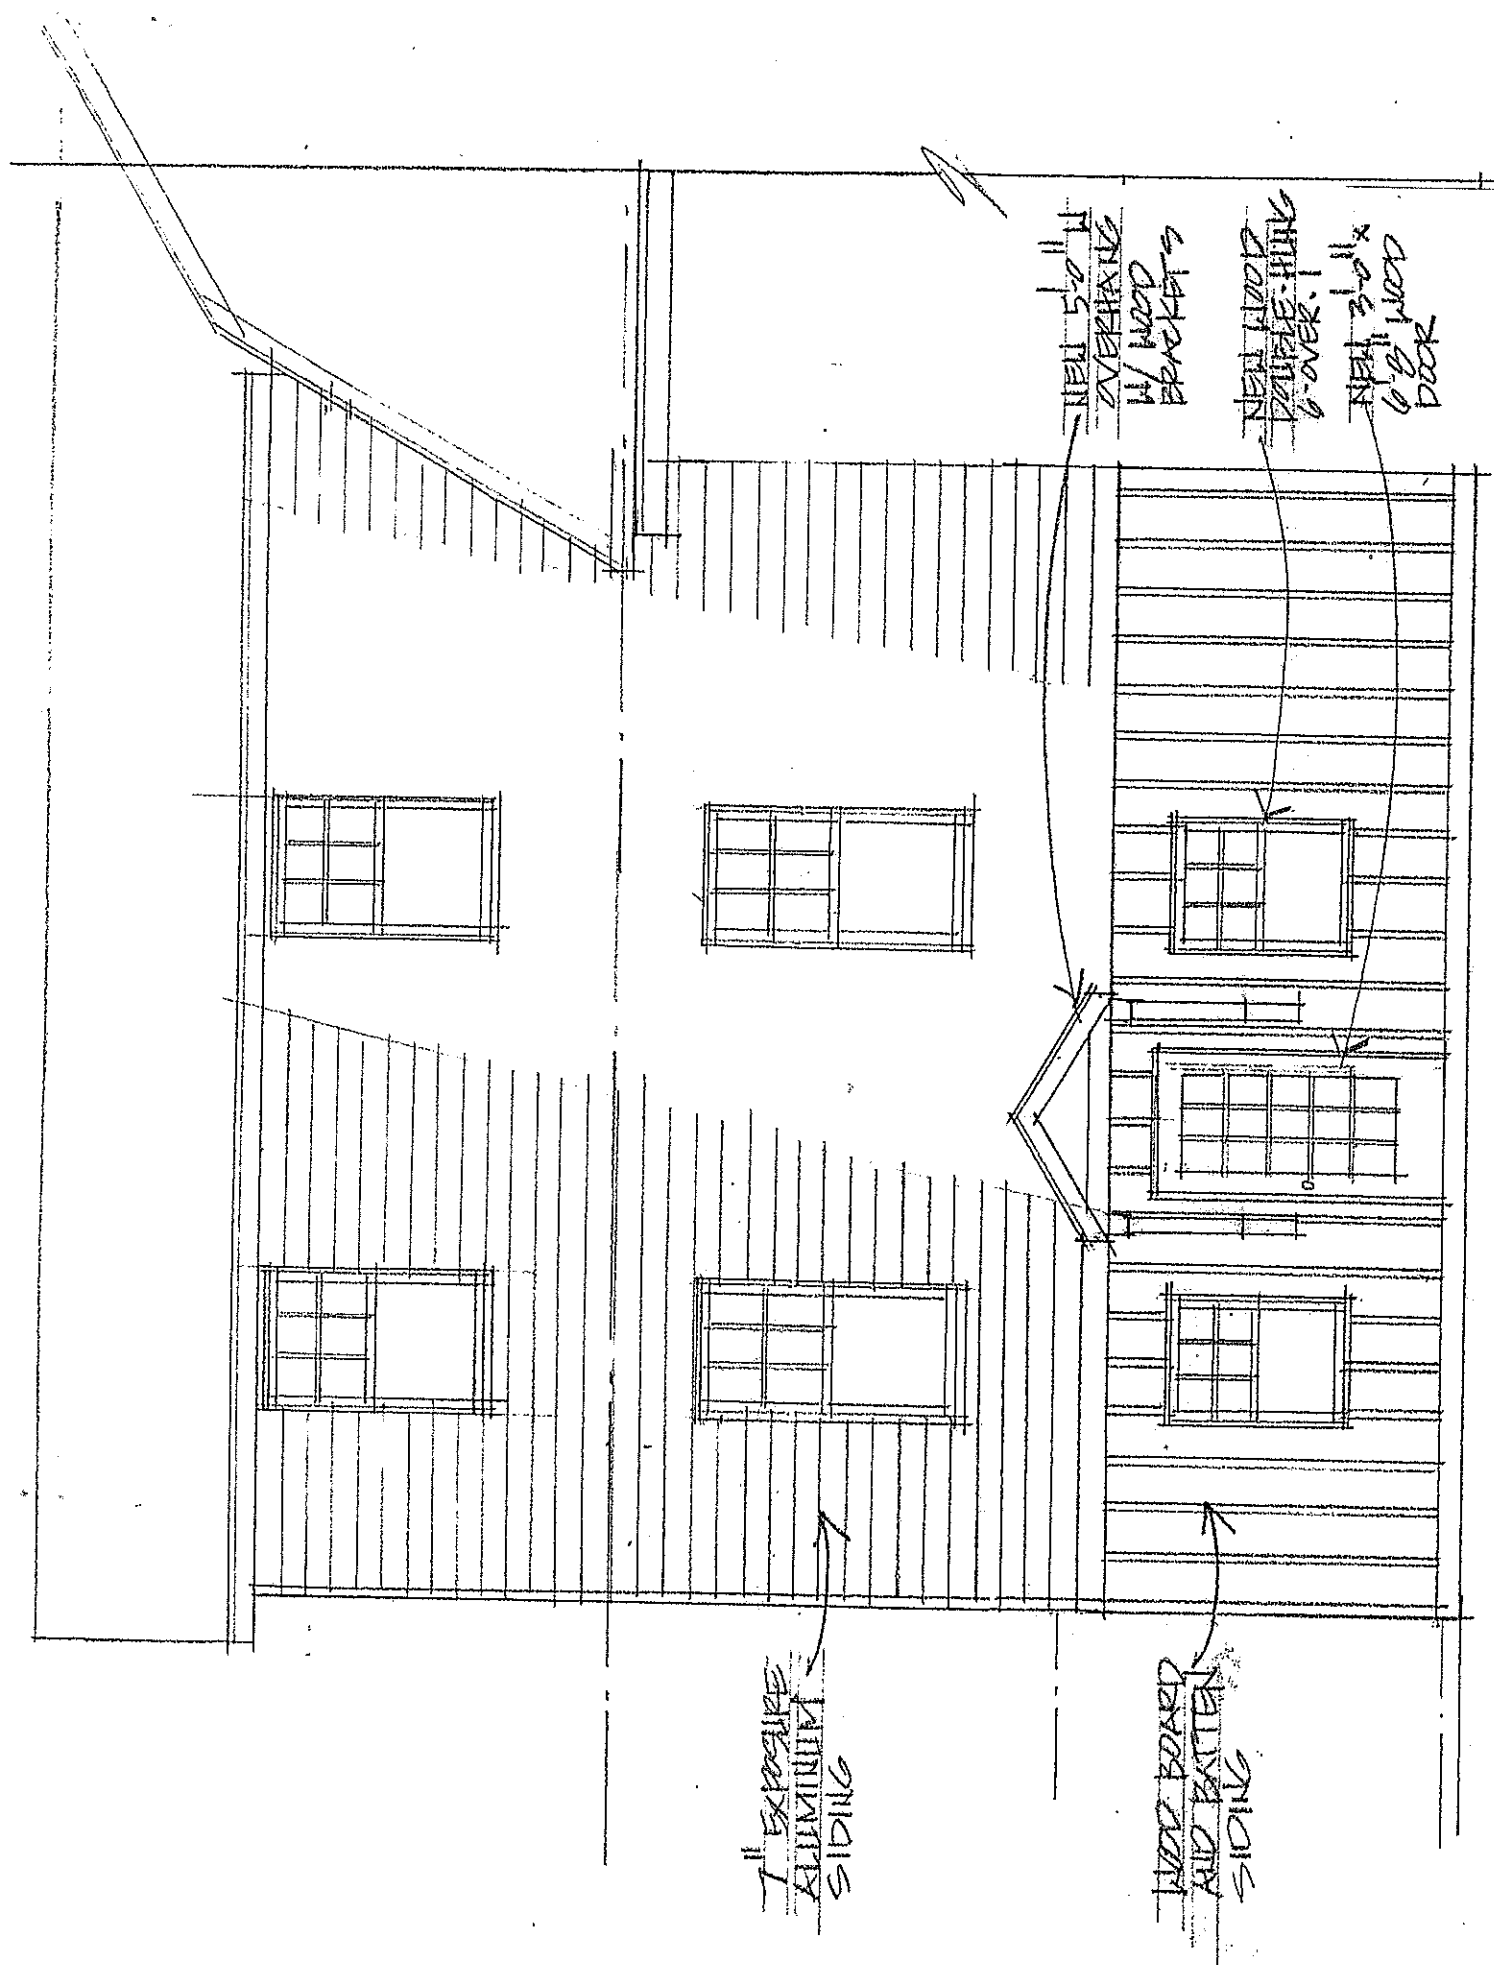 7" EXPOSURE
ALUMINUM
SIDING
WOOD BOARD
AND BATTEN
SIDING
NEW 5'-0" W
OVERHANG
W/ WOOD
BRACKETS
NEW WOOD
DOUBLE-HUNG
6-OVER-1
NEW 3'-0" x
6'-8" WOOD
DOOR